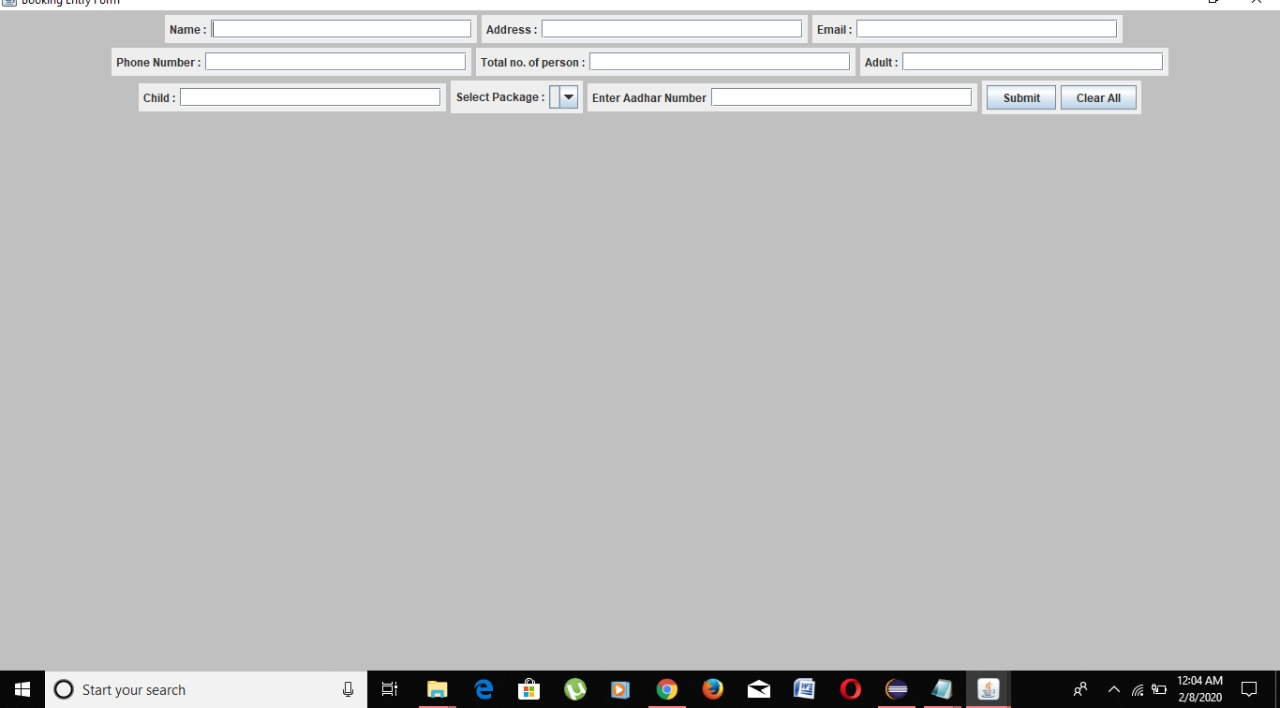 Booking Entry Form
Name : Address : Email :
Phone Number : Total no. of person : Adult :
Child : Select Package : Enter Aadhar Number Submit Clear All
Start your search
12:04 AM
2/8/2020